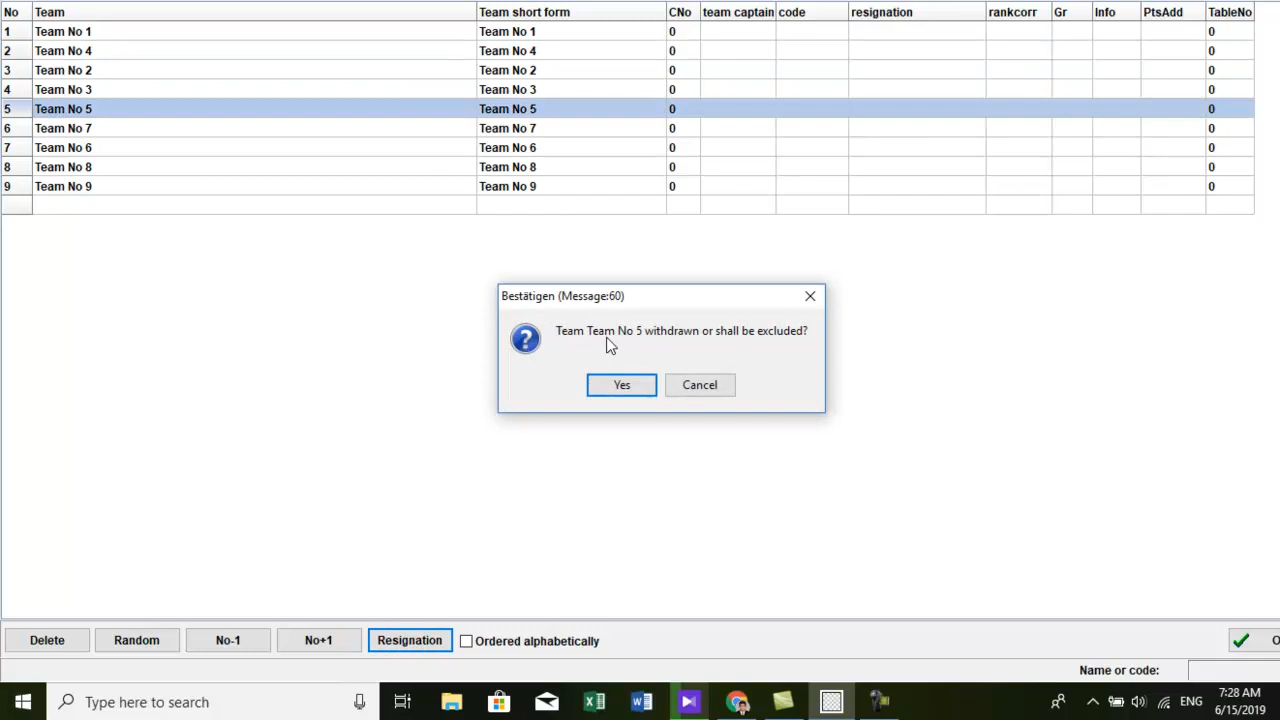 No Team Team short form CNo team captain code resignation rankcorr Gr Info PtsAdd TableNo
1 Team No 1 Team No 1 0 0
2 Team No 4 Team No 4 0 0
3 Team No 2 Team No 2 0 0
4 Team No 3 Team No 3 0 0
5 Team No 5 Team No 5 0 0
6 Team No 7 Team No 7 0 0
7 Team No 6 Team No 6 0 0
8 Team No 8 Team No 8 0 0
9 Team No 9 Team No 9 0 0
Bestätigen (Message:60)
Team Team No 5 withdrawn or shall be excluded?
Yes Cancel
Delete Random No-1 No+1 Resignation Ordered alphabetically
Name or code:
Type here to search ENG
7:28 AM
6/15/2019